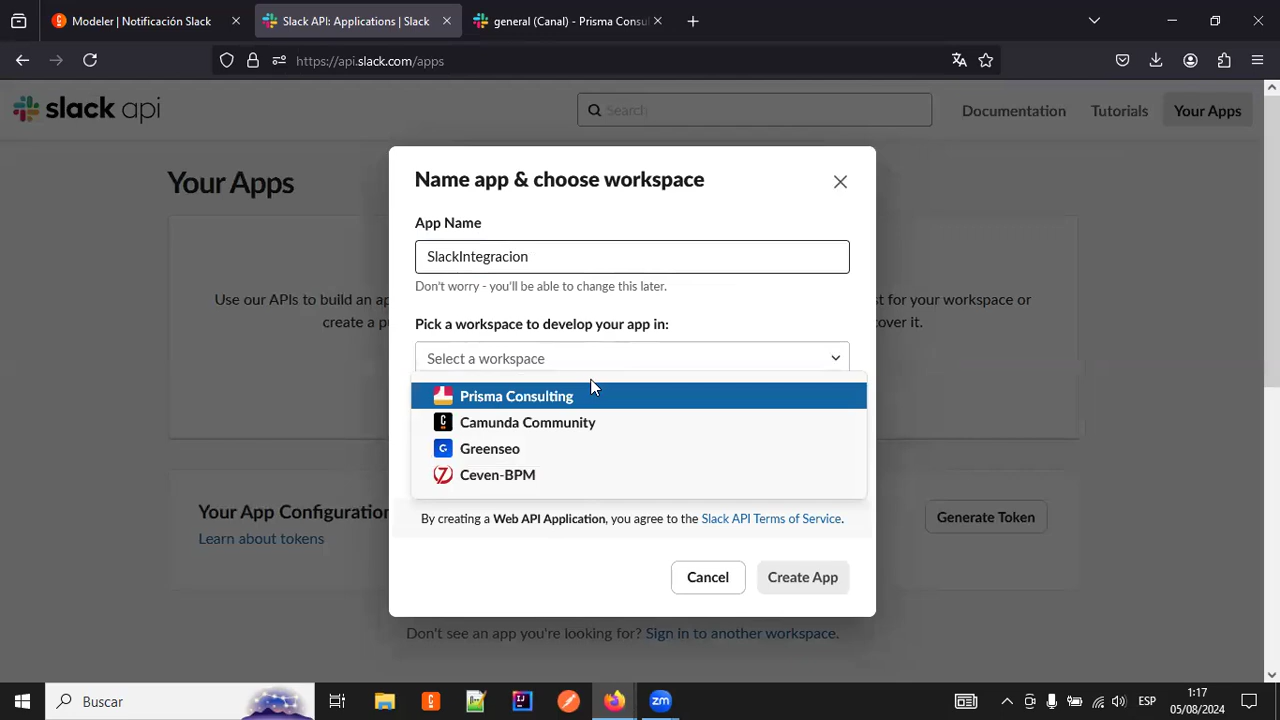 Modeler | Notificación Slack
Slack API: Applications | Slack
general (Canal) - Prisma Consul
https://api.slack.com/apps
slack api
Search
Documentation
Tutorials
Your Apps
Your Apps
Name app & choose workspace
App Name
SlackIntegracion
Don't worry - you'll be able to change this later.
Pick a workspace to develop your app in:
Select a workspace
Prisma Consulting
Camunda Community
Greenseo
Ceven-BPM
By creating a Web API Application, you agree to the Slack API Terms of Service.
Cancel
Create App
Use our APIs to build an ap
st for your workspace or
create a pu
cover it.
Your App Configuration
Learn about tokens
Generate Token
Don't see an app you're looking for? Sign in to another workspace.
Buscar
zm
ESP
1:17
05/08/2024